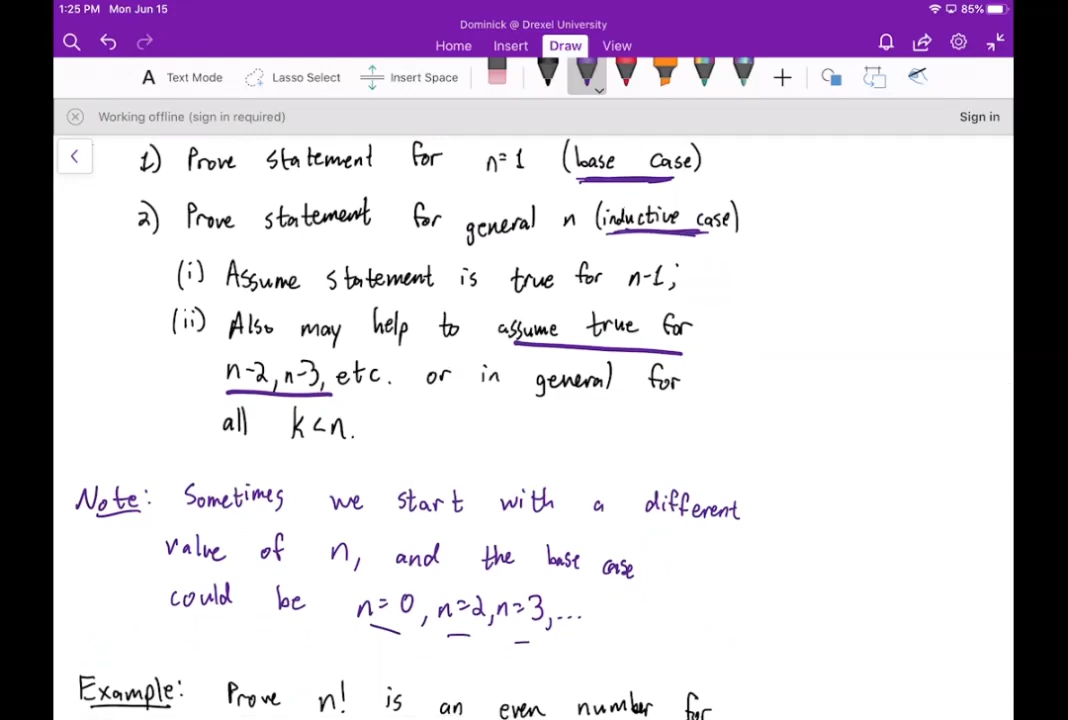 1:25 PM Mon Jun 15
85%
Dominick @ Drexel University
Home Insert Draw View
Text Mode Lasso Select Insert Space
Working offline (sign in required) Sign in
1) Prove statement for n=1 (base case)
2) Prove statement for general n (inductive case)
(i) Assume statement is true for n-1;
(ii) Also may help to assume true for
n-2, n-3, etc. or in general for
all k<n.
Note: Sometimes we start with a different
value of n, and the base case
could be n=0, n=2, n=3, ...
Example: Prove n! is an even number for